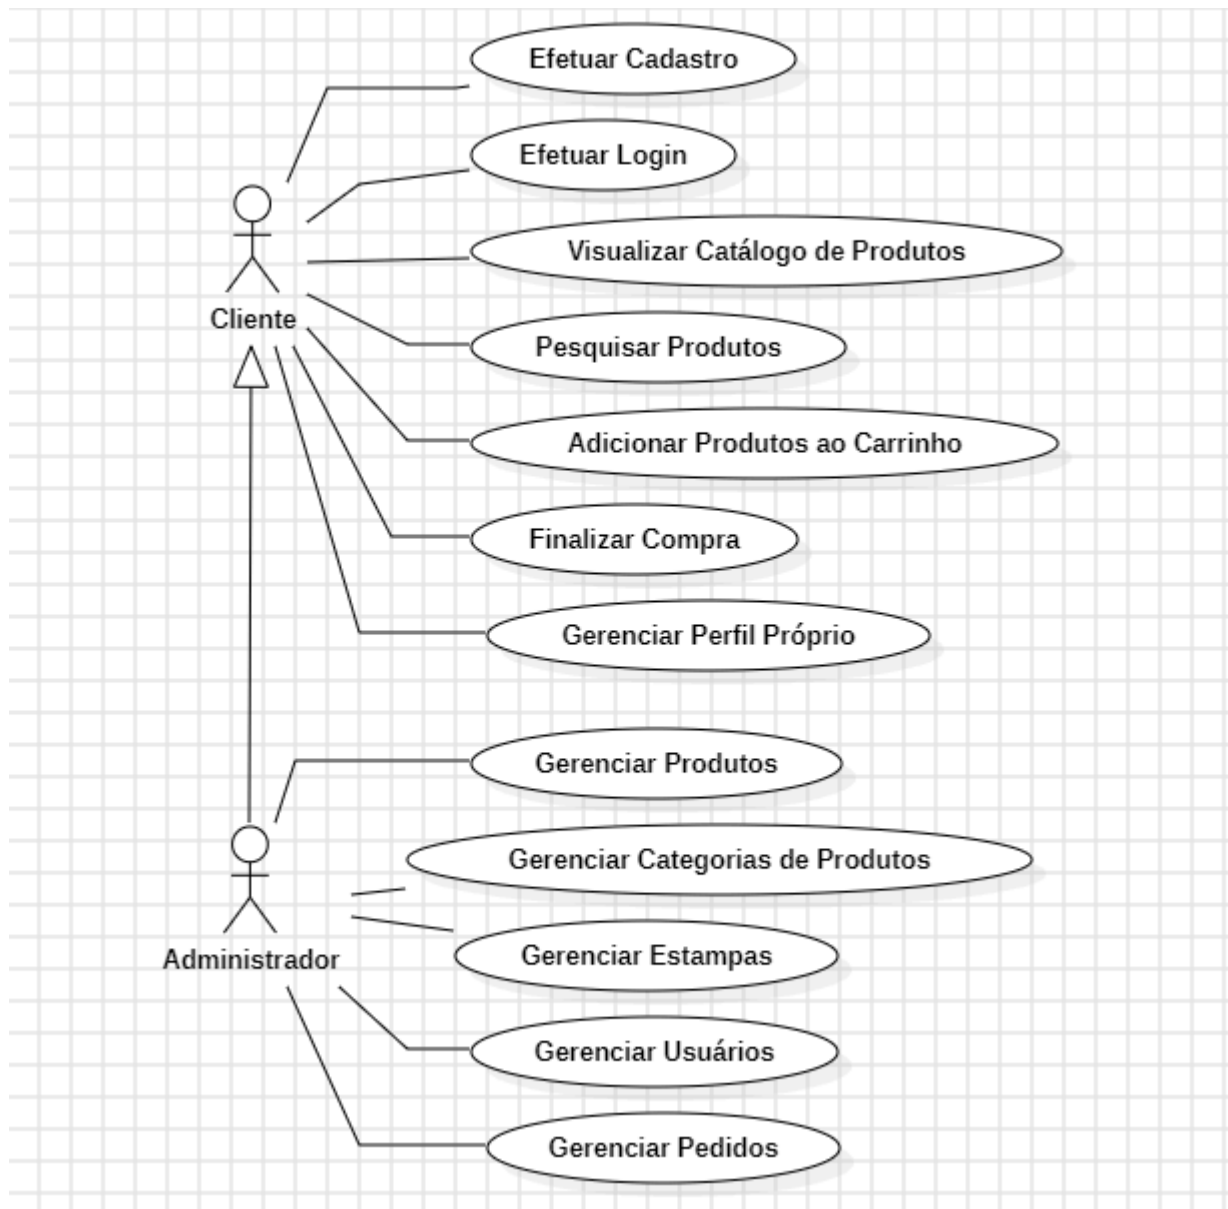 Efetuar Cadastro
Efetuar Login
Visualizar Catálogo de Produtos
Cliente
Pesquisar Produtos
Adicionar Produtos ao Carrinho
Finalizar Compra
Gerenciar Perfil Próprio
Gerenciar Produtos
Gerenciar Categorias de Produtos
Gerenciar Estampas
Administrador
Gerenciar Usuários
Gerenciar Pedidos